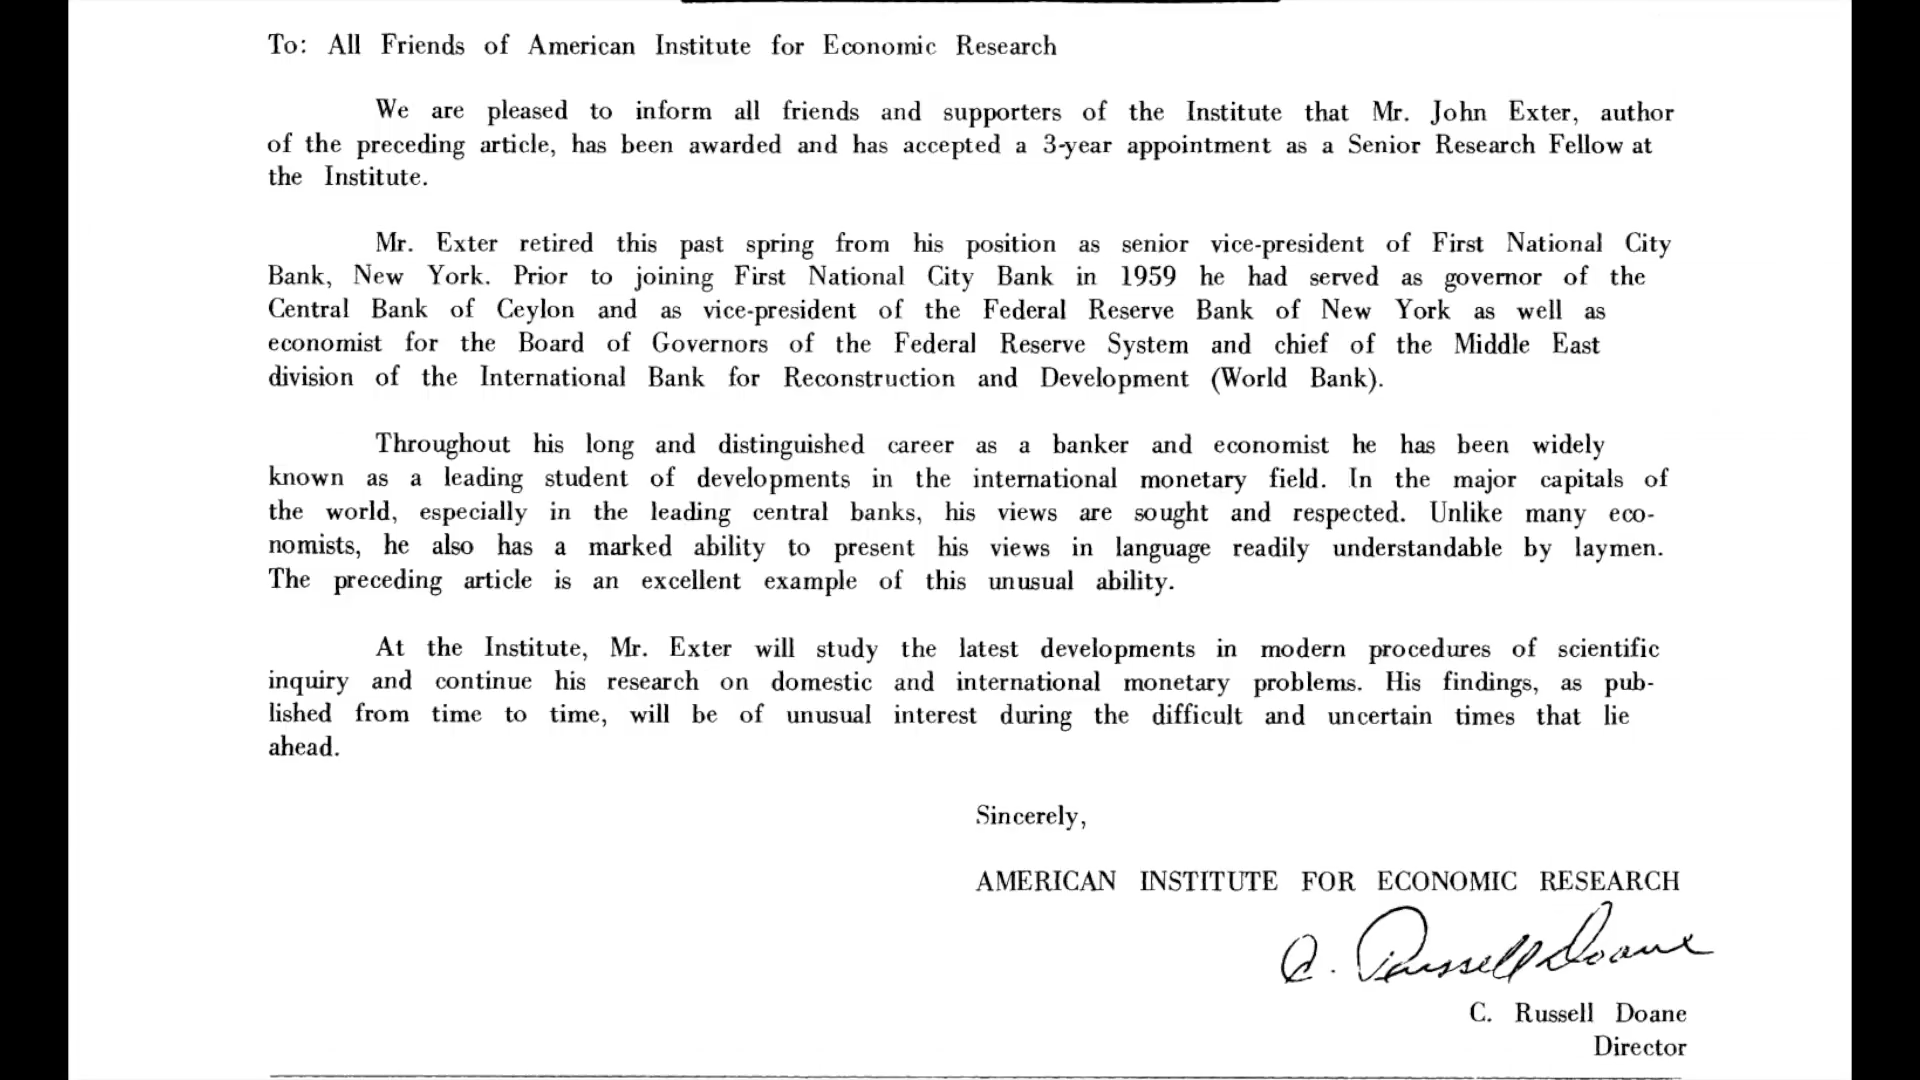 To: All Friends of American Institute for Economic Research
We are pleased to inform all friends and supporters of the Institute that Mr. John Exter, author
of the preceding article, has been awarded and has accepted a 3-year appointment as a Senior Research Fellow at
the Institute.
Mr. Exter retired this past spring from his position as senior vice-president of First National City
Bank, New York. Prior to joining First National City Bank in 1959 he had served as governor of the
Central Bank of Ceylon and as vice-president of the Federal Reserve Bank of New York as well as
economist for the Board of Governors of the Federal Reserve System and chief of the Middle East
division of the International Bank for Reconstruction and Development (World Bank).
Throughout his long and distinguished career as a banker and economist he has been widely
known as a leading student of developments in the international monetary field. In the major capitals of
the world, especially in the leading central banks, his views are sought and respected. Unlike many eco-
nomists, he also has a marked ability to present his views in language readily understandable by laymen.
The preceding article is an excellent example of this unusual ability.
At the Institute, Mr. Exter will study the latest developments in modern procedures of scientific
inquiry and continue his research on domestic and international monetary problems. His findings, as pub-
lished from time to time, will be of unusual interest during the difficult and uncertain times that lie
ahead.
Sincerely,
AMERICAN INSTITUTE FOR ECONOMIC RESEARCH
C. Russell Doane
C. Russell Doane
Director